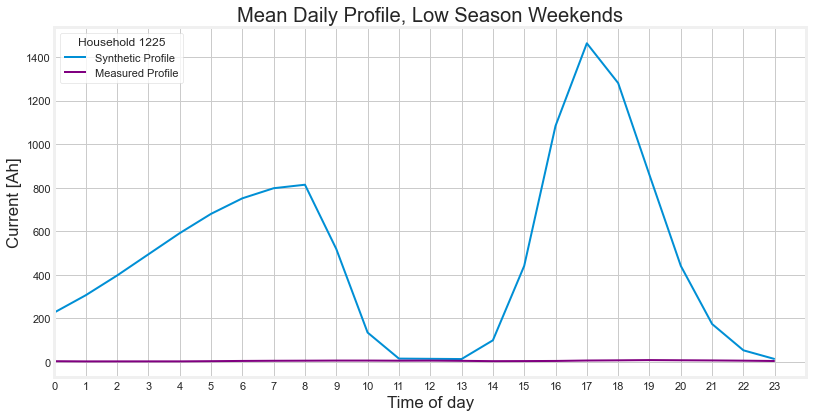 Mean Daily Profile, Low Season Weekends
Household 1225
Synthetic Profile
Measured Profile
Current [Ah]
1400
1200
1000
800
600
400
200
0
0 1 2 3 4 5 6 7 8 9 10 11 12 13 14 15 16 17 18 19 20 21 22 23
Time of day